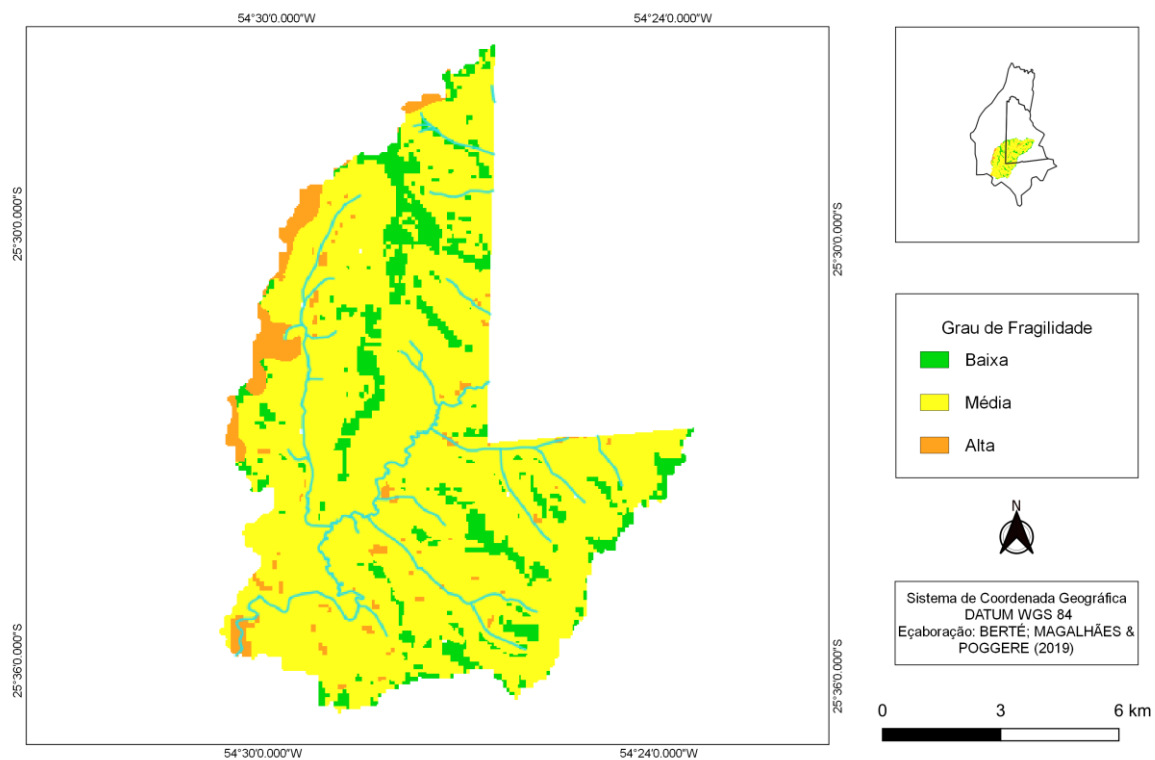 54°30'0.000"W
54°24'0.000"W
25°30'0.000"S
25°30'0.000"S
Grau de Fragilidade
Baixa
Média
Alta
N
Sistema de Coordenada Geográfica
DATUM WGS 84
Eçaboração: BERTÉ; MAGALHÃES &
POGGERE (2019)
25°36'0.000"S
25°36'0.000"S
0 3 6 km
54°30'0.000"W
54°24'0.000"W